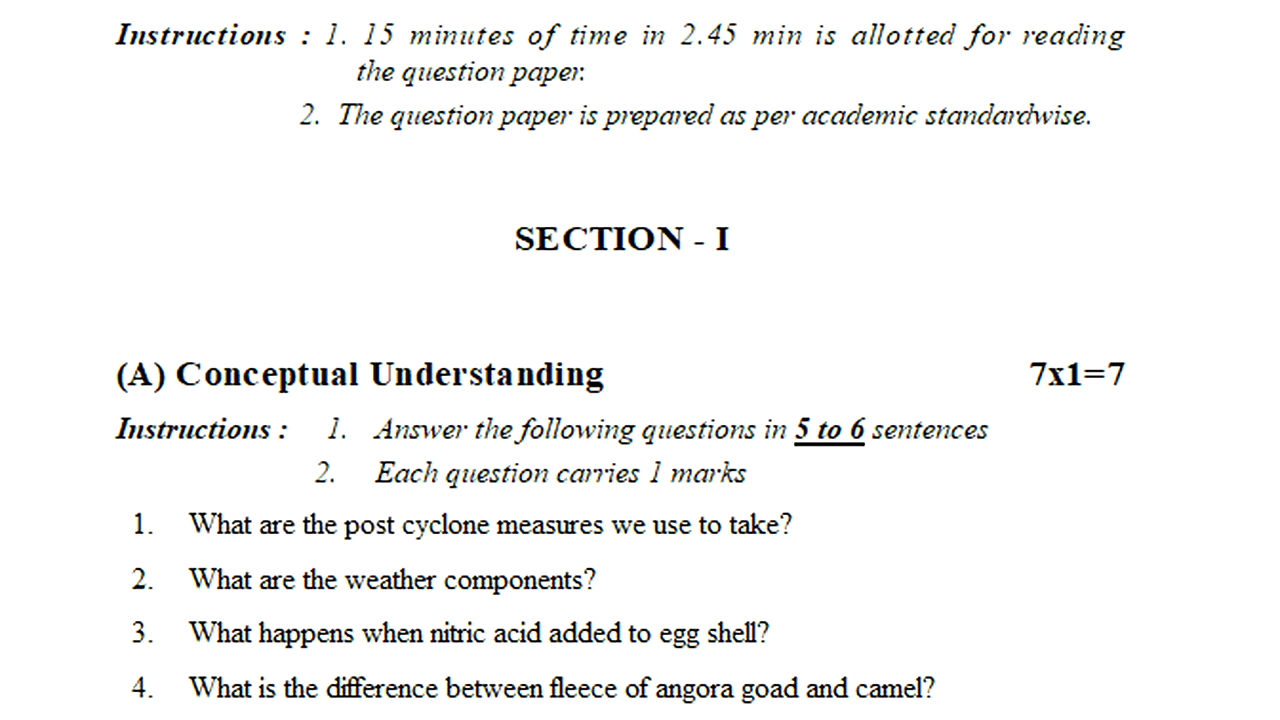 Instructions : 1. 15 minutes of time in 2.45 min is allotted for reading
the question paper.
2. The question paper is prepared as per academic standardwise.
SECTION - I
(A) Conceptual Understanding 7x1=7
Instructions : 1. Answer the following questions in 5 to 6 sentences
2. Each question carries 1 marks
1. What are the post cyclone measures we use to take?
2. What are the weather components?
3. What happens when nitric acid added to egg shell?
4. What is the difference between fleece of angora goad and camel?